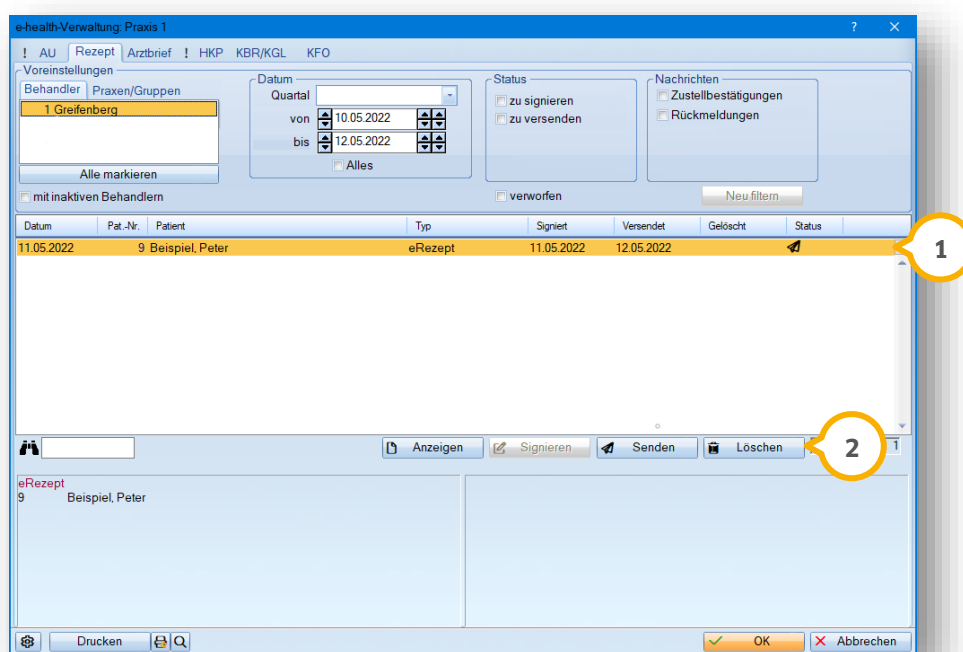 e-health-Verwaltung: Praxis 1 ?
! AU Rezept Arztbrief ! HKP KBR/KGL KFO
Voreinstellungen
Behandler Praxen/Gruppen
1 Greifenberg
Alle markieren
mit inaktiven Behandlern
Datum
Quartal
von 10.05.2022
bis 12.05.2022
Alles
Status
zu signieren
zu versenden
verworfen
Nachrichten
Zustellbestätigungen
Rückmeldungen
Neu filtern
Datum Pat.-Nr. Patient Typ Signiert Versendet Gelöscht Status
11.05.2022 9 Beispiel, Peter eRezept 11.05.2022 12.05.2022
1
Anzeigen Signieren Senden Löschen 1
2
eRezept
9 Beispiel, Peter
Drucken OK Abbrechen